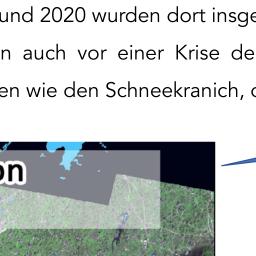 und 2020 wurden dort insge
n auch vor einer Krise de
en wie den Schneekranich, d
on